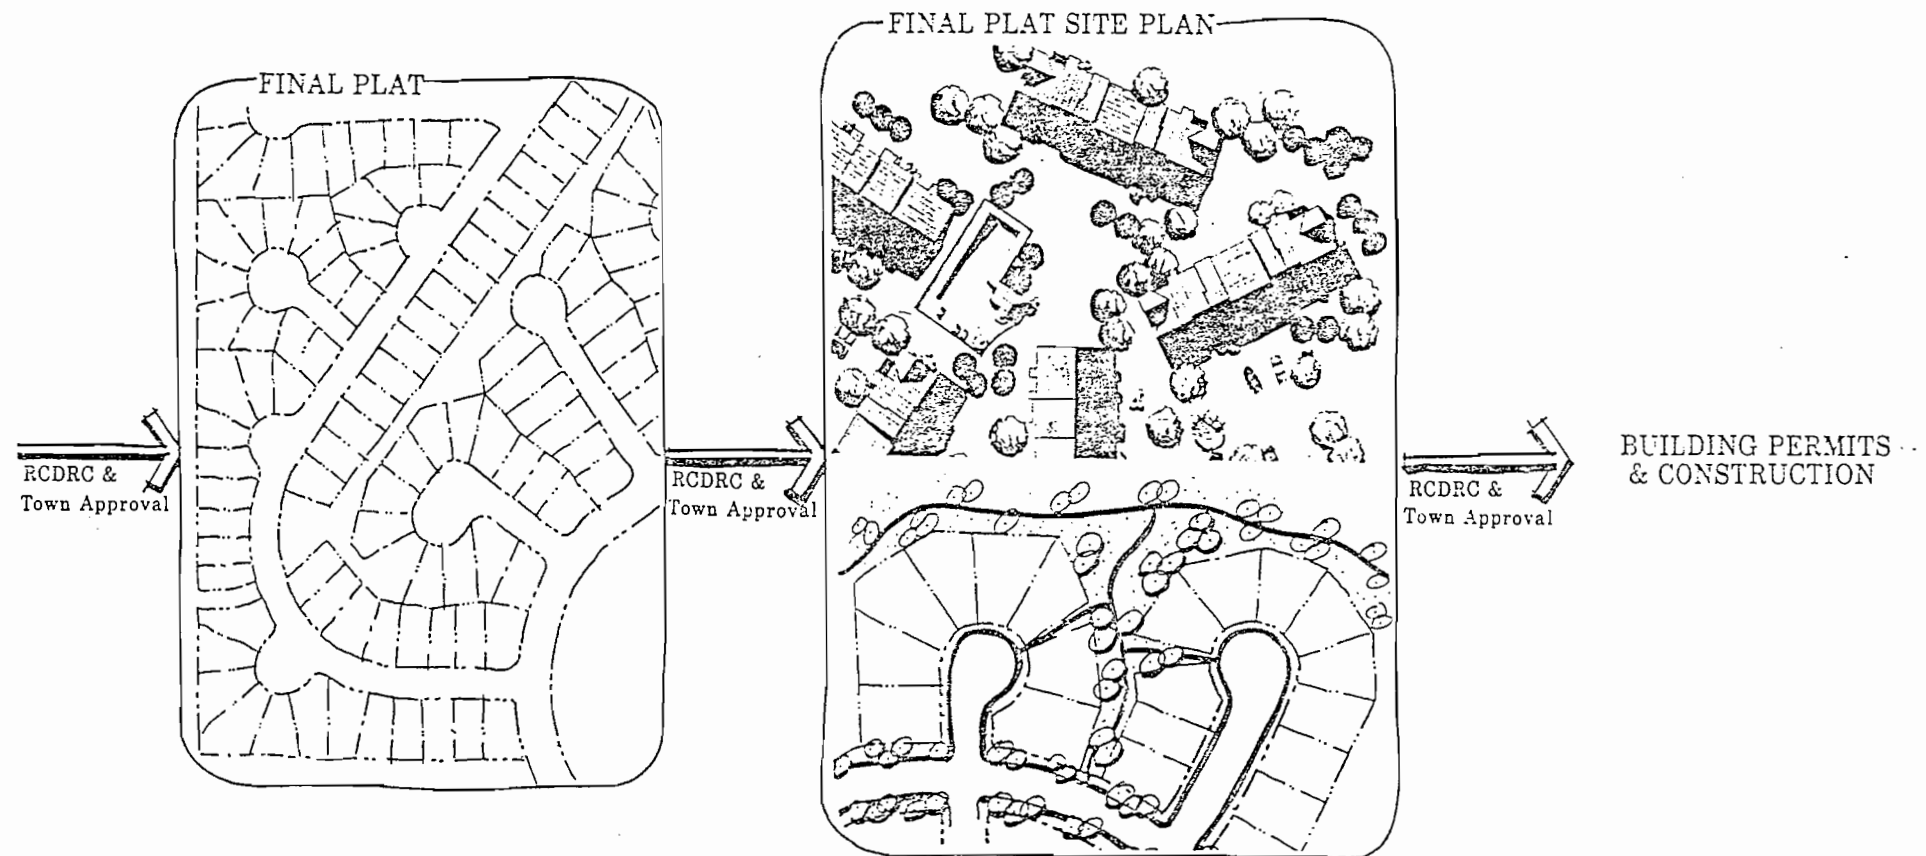 FINAL PLAT
FINAL PLAT SITE PLAN
RCDRC &
Town Approval
RCDRC &
Town Approval
RCDRC &
Town Approval
BUILDING PERMITS
& CONSTRUCTION